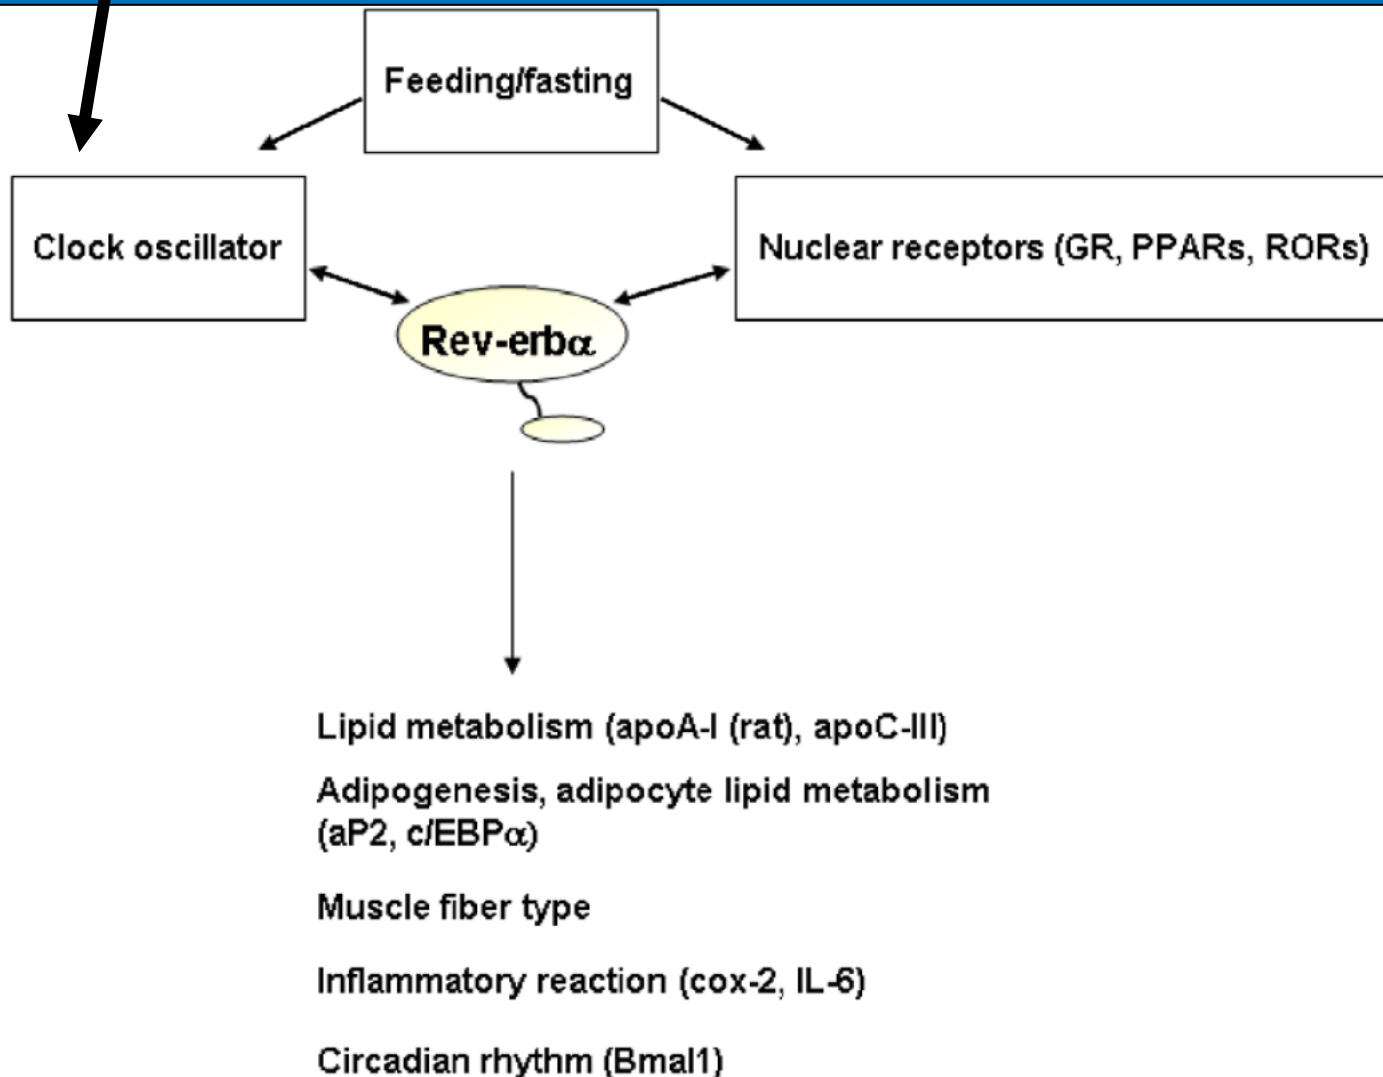 Feeding/fasting
Clock oscillator
Nuclear receptors (GR, PPARs, RORs)
Rev-erbα
Lipid metabolism (apoA-I (rat), apoC-III)
Adipogenesis, adipocyte lipid metabolism
(aP2, c/EBPα)
Muscle fiber type
Inflammatory reaction (cox-2, IL-6)
Circadian rhythm (Bmal1)